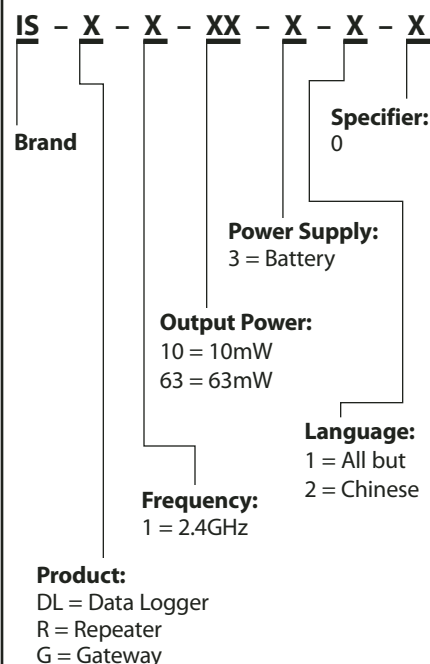 IS – X – X – XX – X – X – X
Specifier:
0
Brand
Power Supply:
3 = Battery
Output Power:
10 = 10mW
63 = 63mW
Language:
1 = All but
2 = Chinese
Frequency:
1 = 2.4GHz
Product:
DL = Data Logger
R = Repeater
G = Gateway